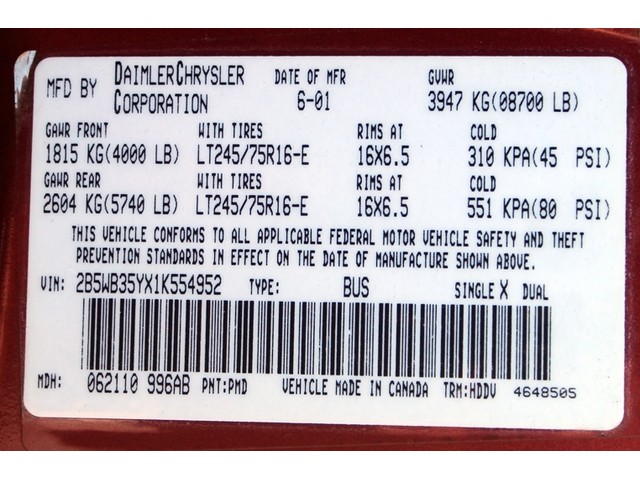 MFD BY DAIMLERCHRYSLER CORPORATION DATE OF MFR 6-01 GVWR 3947 KG(08700 LB)
GAWR FRONT WITH TIRES RIMS AT COLD
1815 KG(4000 LB) LT245/75R16-E 16X6.5 310 KPA(45 PSI)
GAWR REAR WITH TIRES RIMS AT COLD
2604 KG(5740 LB) LT245/75R16-E 16X6.5 551 KPA(80 PSI)
THIS VEHICLE CONFORMS TO ALL APPLICABLE FEDERAL MOTOR VEHICLE SAFETY AND THEFT
PREVENTION STANDARDS IN EFFECT ON THE DATE OF MANUFACTURE SHOWN ABOVE.
VIN: 2B5WB35YX1K554952 TYPE: BUS SINGLE X DUAL
MDH: 062110 996AB PNT:PMD VEHICLE MADE IN CANADA TRM:HDDV 4648505